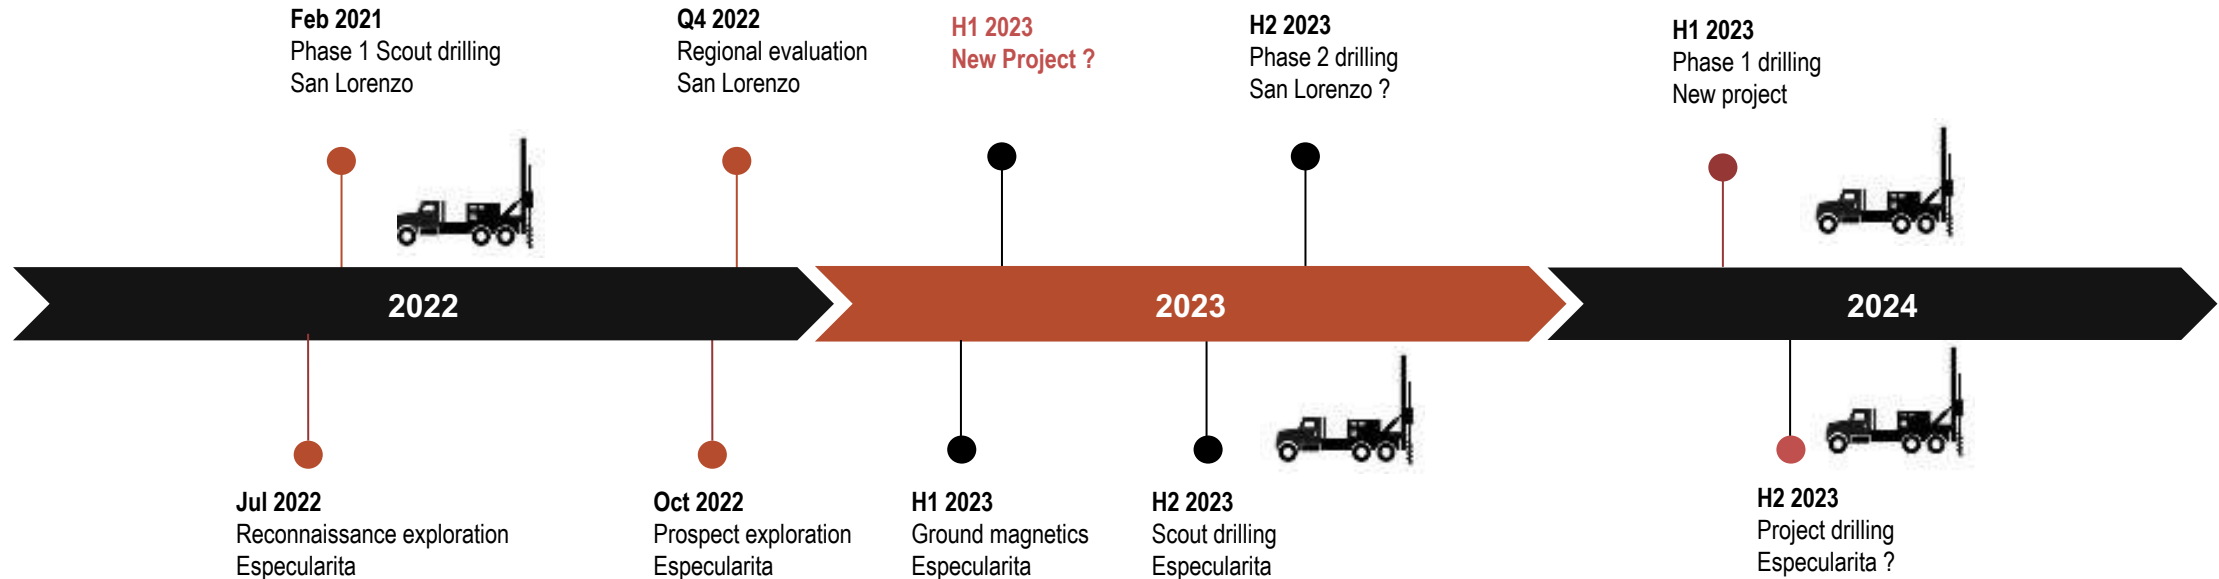 Feb 2021
Phase 1 Scout drilling
San Lorenzo
Q4 2022
Regional evaluation
San Lorenzo
H1 2023
New Project ?
H2 2023
Phase 2 drilling
San Lorenzo ?
H1 2023
Phase 1 drilling
New project
2022
2023
2024
Jul 2022
Reconnaissance exploration
Especularita
Oct 2022
Prospect exploration
Especularita
H1 2023
Ground magnetics
Especularita
H2 2023
Scout drilling
Especularita
H2 2023
Project drilling
Especularita ?